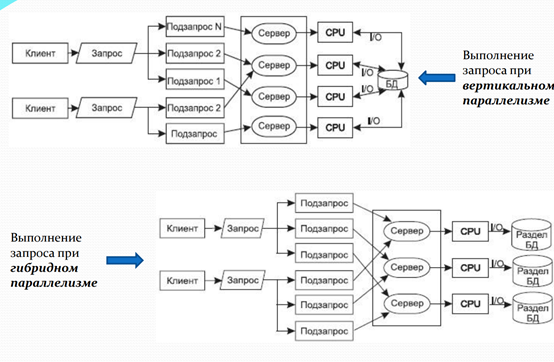 Клиент
Запрос
Подзапрос N
Подзапрос 2
Подзапрос 1
Сервер
Сервер
Сервер
Сервер
CPU
CPU
CPU
CPU
I/O
I/O
I/O
I/O
БД
Клиент
Запрос
Подзапрос 2
Подзапрос
Выполнение
запроса при
вертикальном
параллелизме
Выполнение
запроса при
гибридном
параллелизме
Клиент
Запрос
Клиент
Запрос
Подзапрос
Подзапрос
Подзапрос
Подзапрос
Подзапрос
Подзапрос
Сервер
Сервер
Сервер
CPU
CPU
CPU
I/O
I/O
I/O
Раздел
БД
Раздел
БД
Раздел
БД